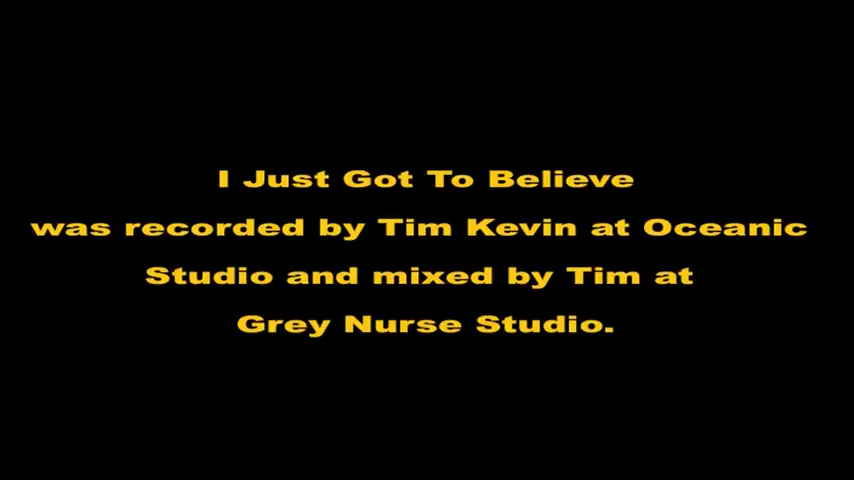 I Just Got To Believe
was recorded by Tim Kevin at Oceanic
Studio and mixed by Tim at
Grey Nurse Studio.